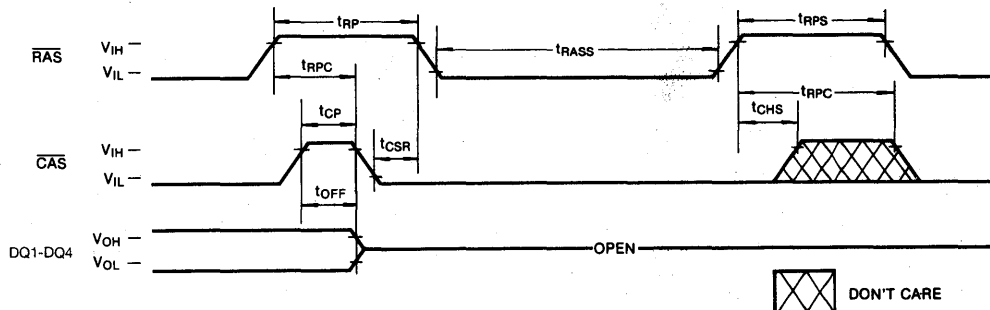 tRP
tRPS
RAS
VIH
VIL
tRASS
tRPC
tRPC
tCP
tCHS
tCSR
CAS
VIH
VIL
tOFF
DQ1-DQ4
VOH
VOL
OPEN
DON'T CARE